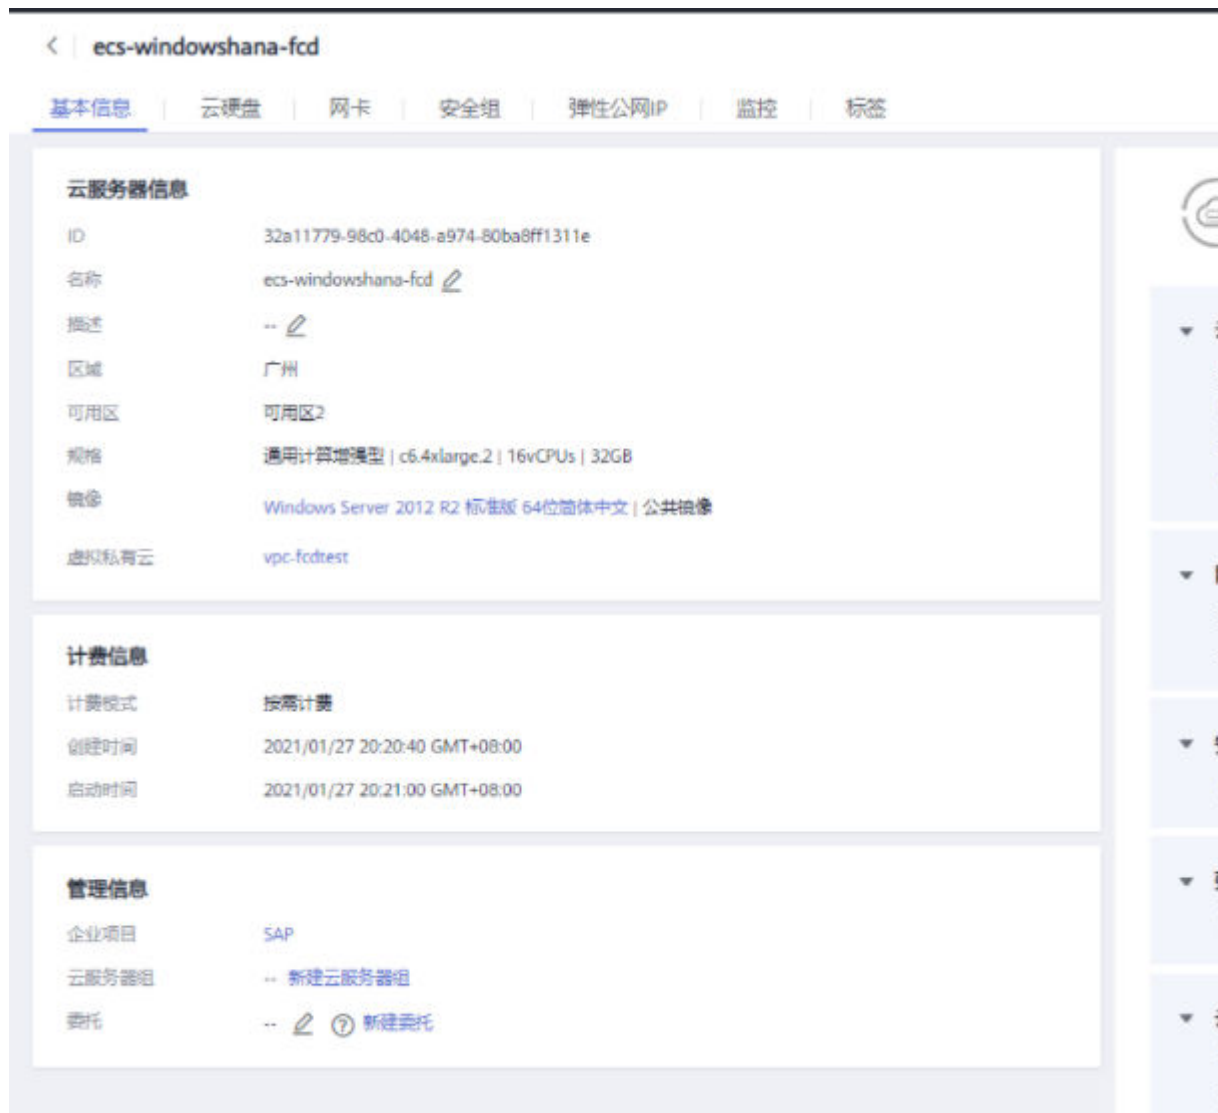 ecs-windowshana-fcd
基本信息 云硬盘 网卡 安全组 弹性公网IP 监控 标签
云服务器信息
ID 32a11779-98c0-4048-a974-80ba8ff1311e
名称 ecs-windowshana-fcd
描述 --
区域 广州
可用区 可用区2
规格 通用计算增强型 | c6.4xlarge.2 | 16vCPUs | 32GB
镜像 Windows Server 2012 R2 标准版 64位简体中文 | 公共镜像
虚拟私有云 vpc-fcdtest
计费信息
计费模式 按需计费
创建时间 2021/01/27 20:20:40 GMT+08:00
启动时间 2021/01/27 20:21:00 GMT+08:00
管理信息
企业项目 SAP
云服务器组 -- 新建云服务器组
委托 -- 新建委托